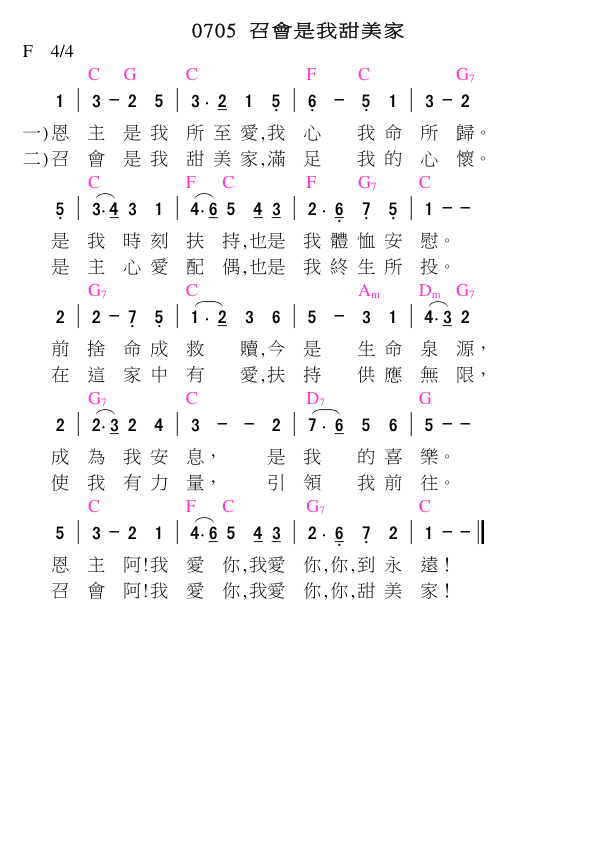 0705 召會是我甜美家
F 4/4
C G C F C G7
1 | 3 - 2 5 | 3 . 2 1 5 | 6 - 5 1 | 3 - 2
一)恩 主 是 我 所 至 愛,我 心 我 命 所 歸。
二)召 會 是 我 甜 美 家,滿 足 我 的 心 懷。
C F C F G7 C
5 | 3. 4 3 1 | 4. 6 5 4 3 | 2 . 6 7 5 | 1 - -
是 我 時 刻 扶 持,也是 我 體 恤 安 慰。
是 主 心 愛 配 偶,也是 我 終 生 所 投。
G7 C Am Dm G7
2 | 2 - 7 5 | 1 . 2 3 6 | 5 - 3 1 | 4. 3 2
前 捨 命 成 救 贖,今 是 生 命 泉 源,
在 這 家 中 有 愛,扶 持 供 應 無 限,
G7 C D7 G
2 | 2. 3 2 4 | 3 - - 2 | 7 . 6 5 6 | 5 - -
成 為 我 安 息, 是 我 的 喜 樂。
使 我 有 力 量, 引 領 我 前 往。
C F C G7 C
5 | 3 - 2 1 | 4. 6 5 4 3 | 2 . 6 7 2 | 1 - - ‖
恩 主 阿!我 愛 你,我愛 你,你,到 永 遠!
召 會 阿!我 愛 你,我愛 你,你,甜 美 家!